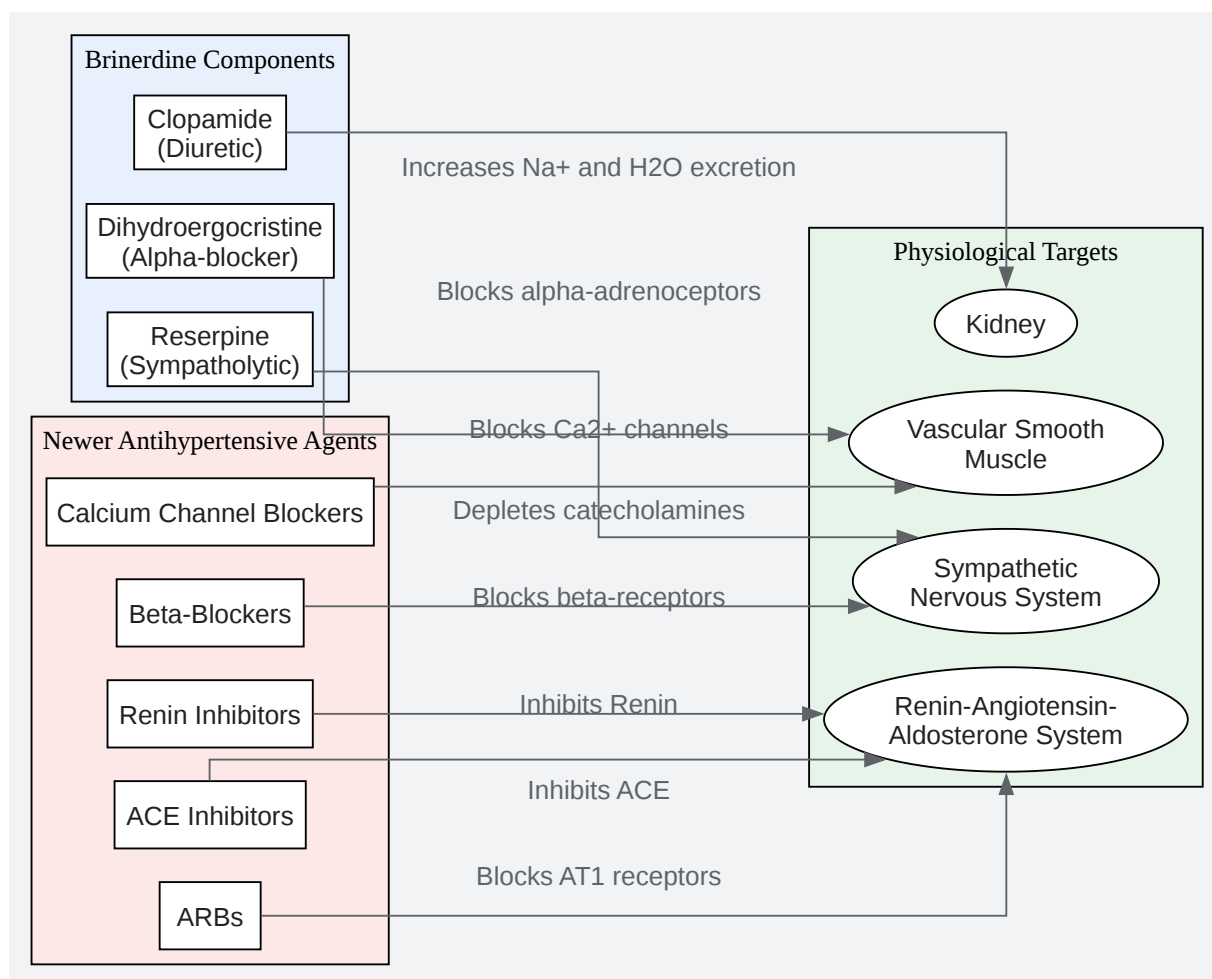 Brinerdine Components
Clopamide
(Diuretic)
Increases Na+ and H2O excretion
Dihydroergocristine
(Alpha-blocker)
Physiological Targets
Blocks alpha-adrenoceptors
Kidney
Reserpine
(Sympatholytic)
Newer Antihypertensive Agents
Blocks Ca2+ channels
Vascular Smooth
Muscle
Calcium Channel Blockers
Depletes catecholamines
Sympathetic
Nervous System
Beta-Blockers
Blocks beta-receptors
Renin Inhibitors
Inhibits Renin
Renin-Angiotensin-
Aldosterone System
Inhibits ACE
ACE Inhibitors
Blocks AT1 receptors
ARBs